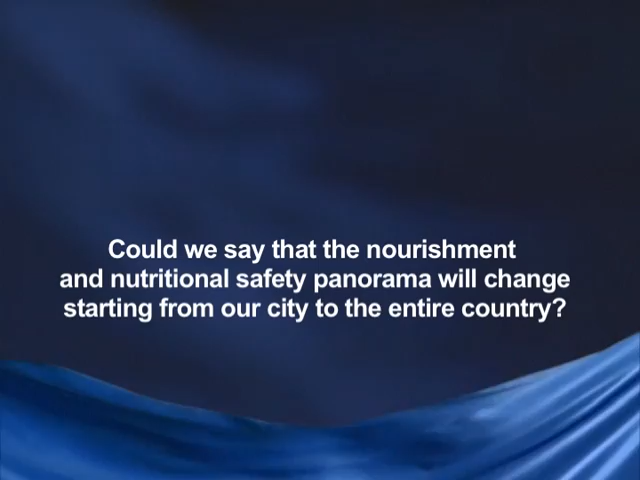 Could we say that the nourishment
and nutritional safety panorama will change
starting from our city to the entire country?